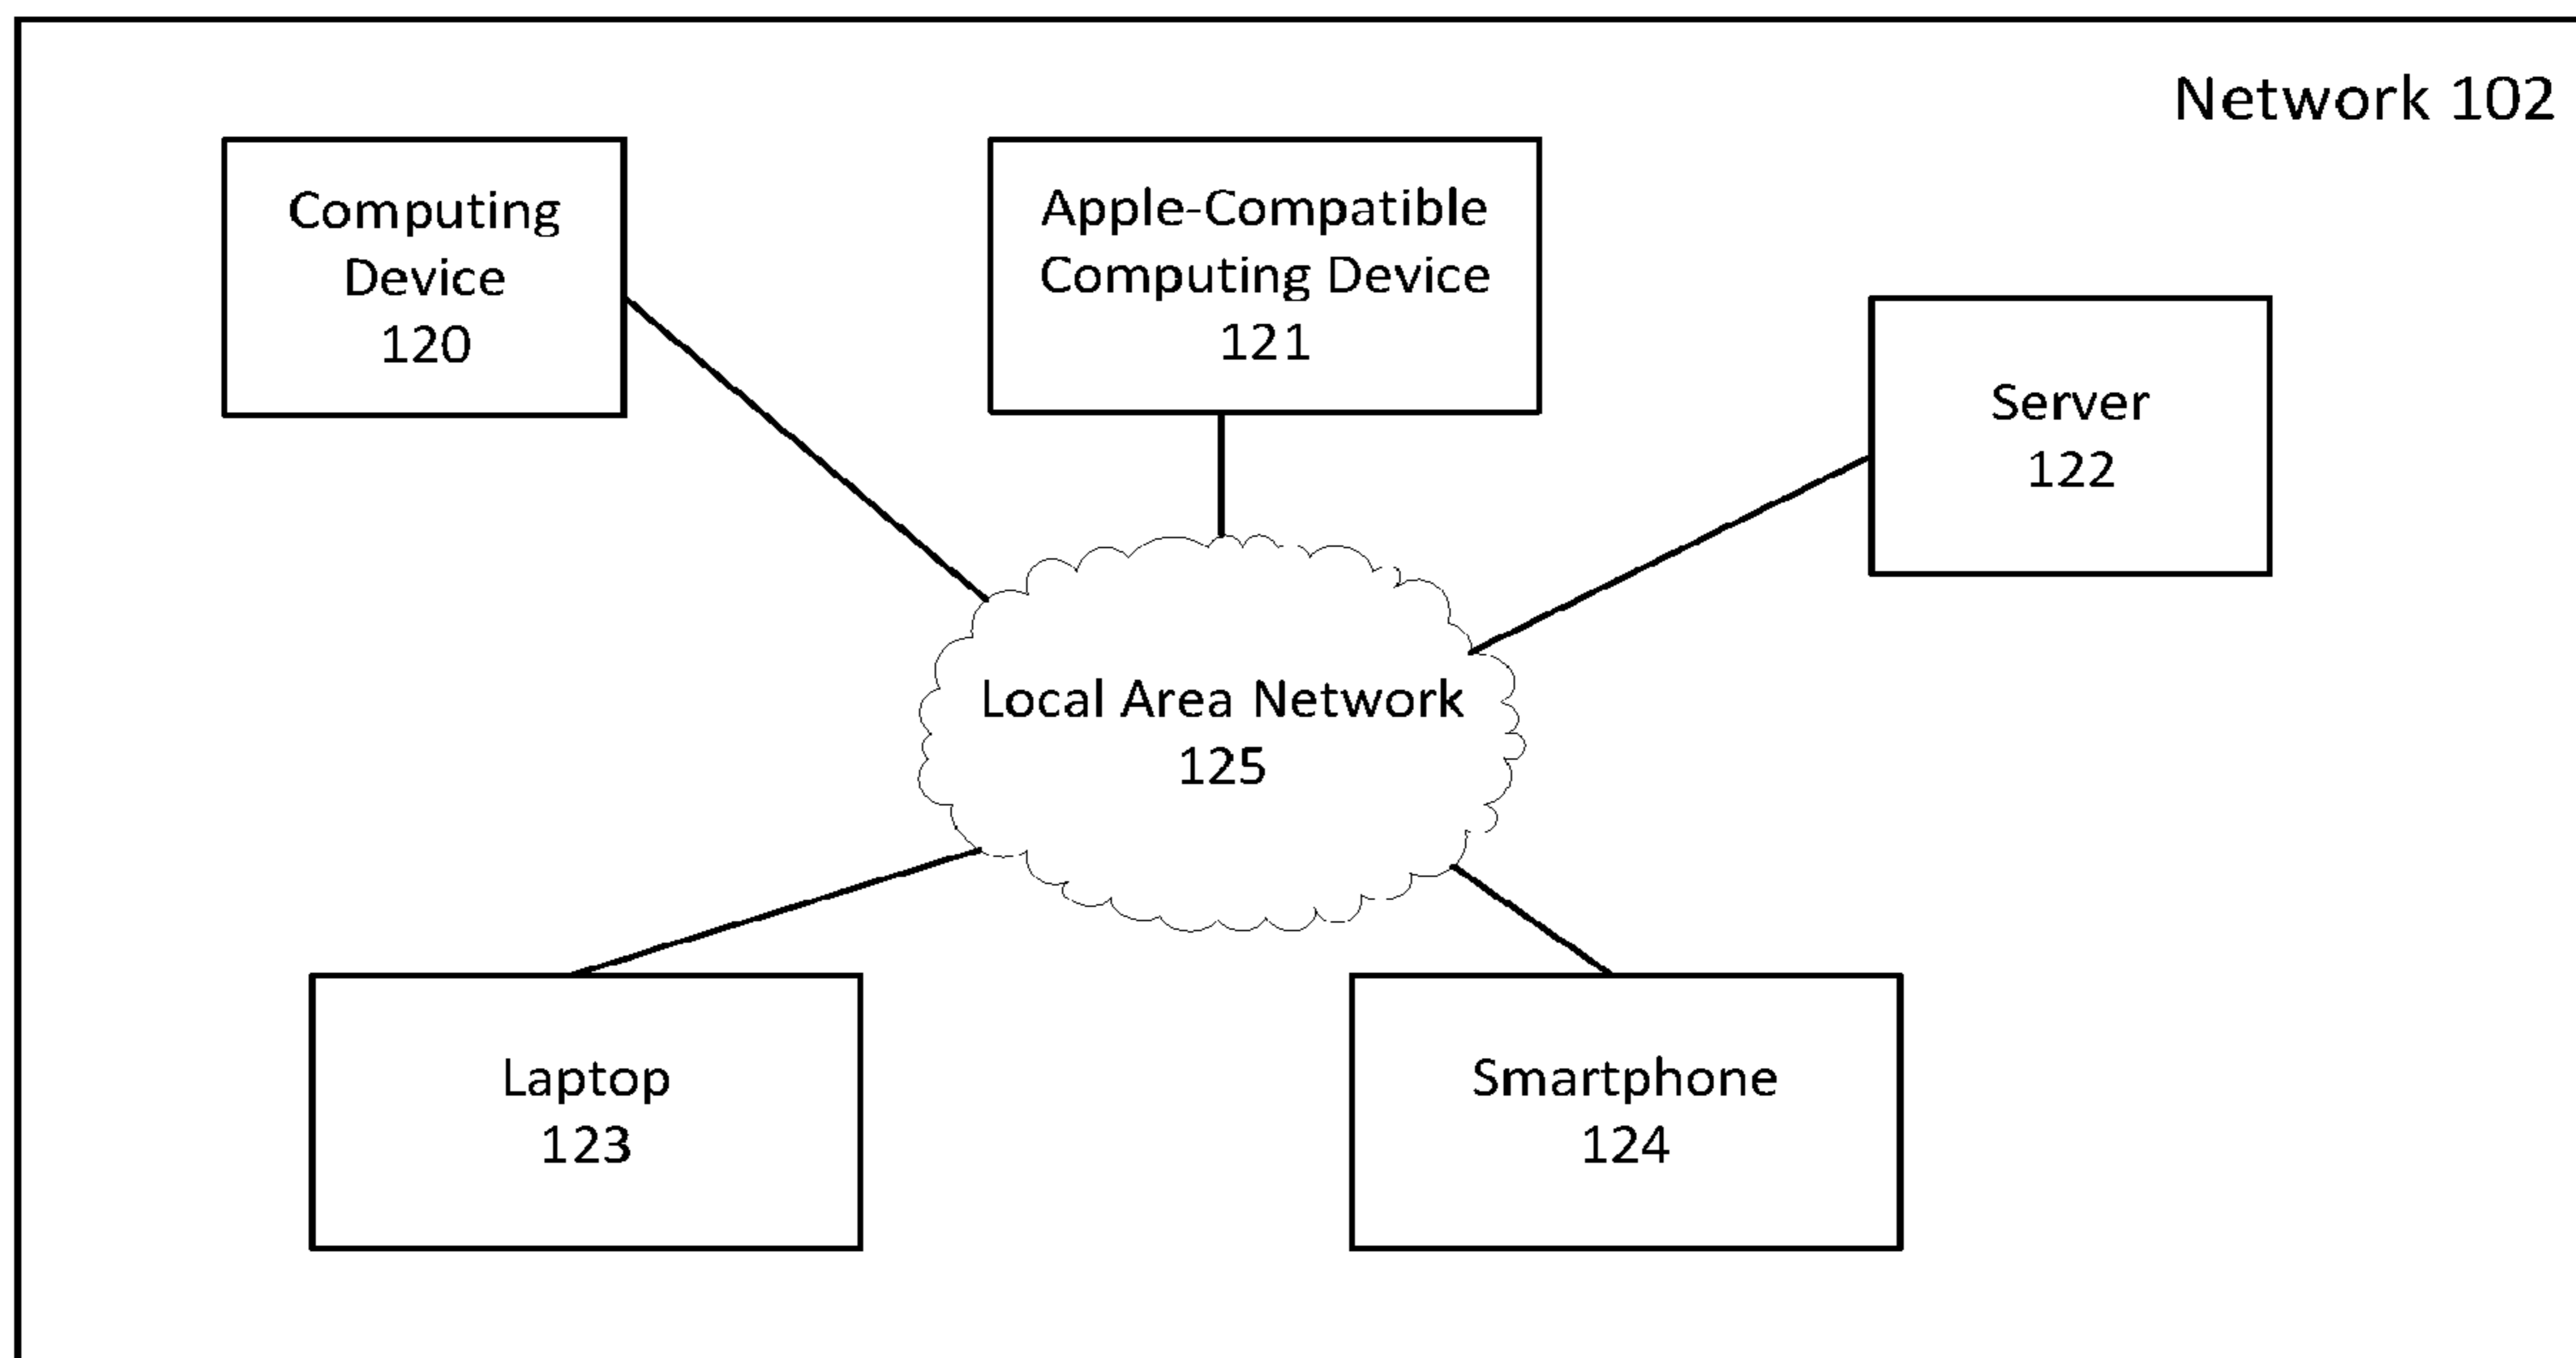 Network 102
Computing
Device
120
Apple-Compatible
Computing Device
121
Server
122
Local Area Network
125
Laptop
123
Smartphone
124